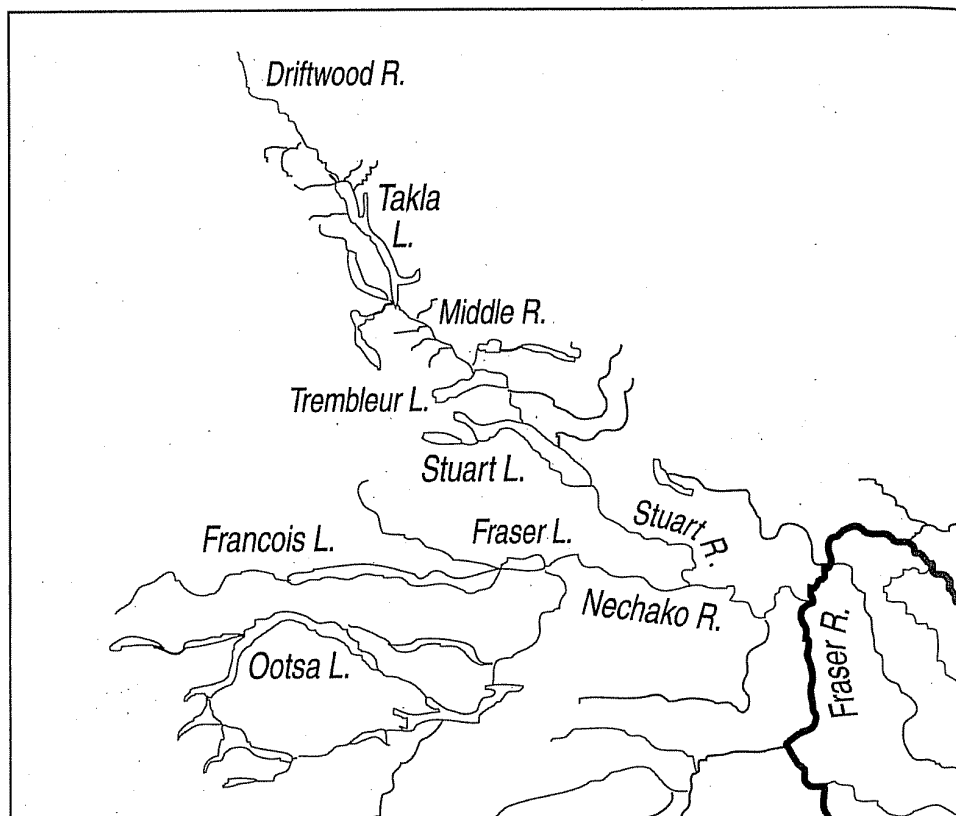 Driftwood R.
Takla
L.
Middle R.
Trembleur L.
Stuart L.
Stuart R.
Francois L.
Fraser L.
Nechako R.
Ootsa L.
Fraser R.